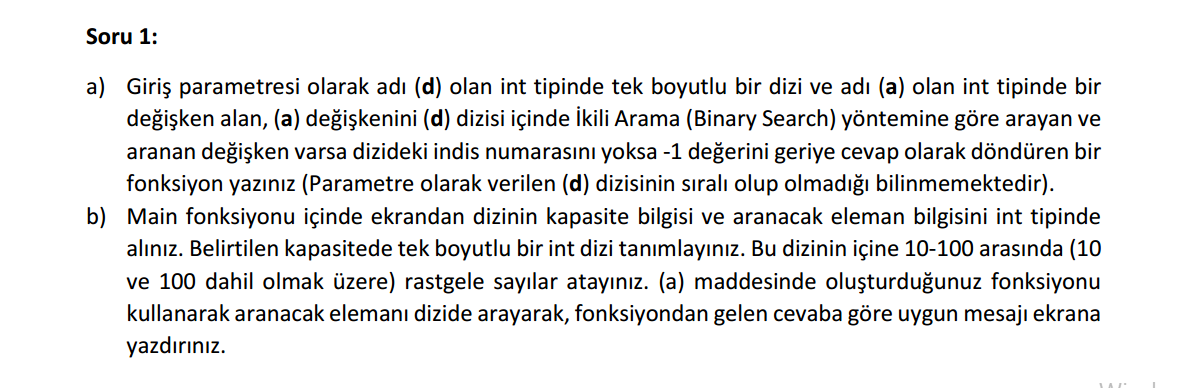 Soru 1:
a) Giriş parametresi olarak adı (d) olan int tipinde tek boyutlu bir dizi ve adı (a) olan int tipinde bir
değişken alan, (a) değişkenini (d) dizisi içinde İkili Arama (Binary Search) yöntemine göre arayan ve
aranan değişken varsa dizideki indis numarasını yoksa -1 değerini geriye cevap olarak döndüren bir
fonksiyon yazınız (Parametre olarak verilen (d) dizisinin sıralı olup olmadığı bilinmemektedir).
b) Main fonksiyonu içinde ekrandan dizinin kapasite bilgisi ve aranacak eleman bilgisini int tipinde
alınız. Belirtilen kapasitede tek boyutlu bir int dizi tanımlayınız. Bu dizinin içine 10-100 arasında (10
ve 100 dahil olmak üzere) rastgele sayılar atayınız. (a) maddesinde oluşturduğunuz fonksiyonu
kullanarak aranacak elemanı dizide arayarak, fonksiyondan gelen cevaba göre uygun mesajı ekrana
yazdırınız.